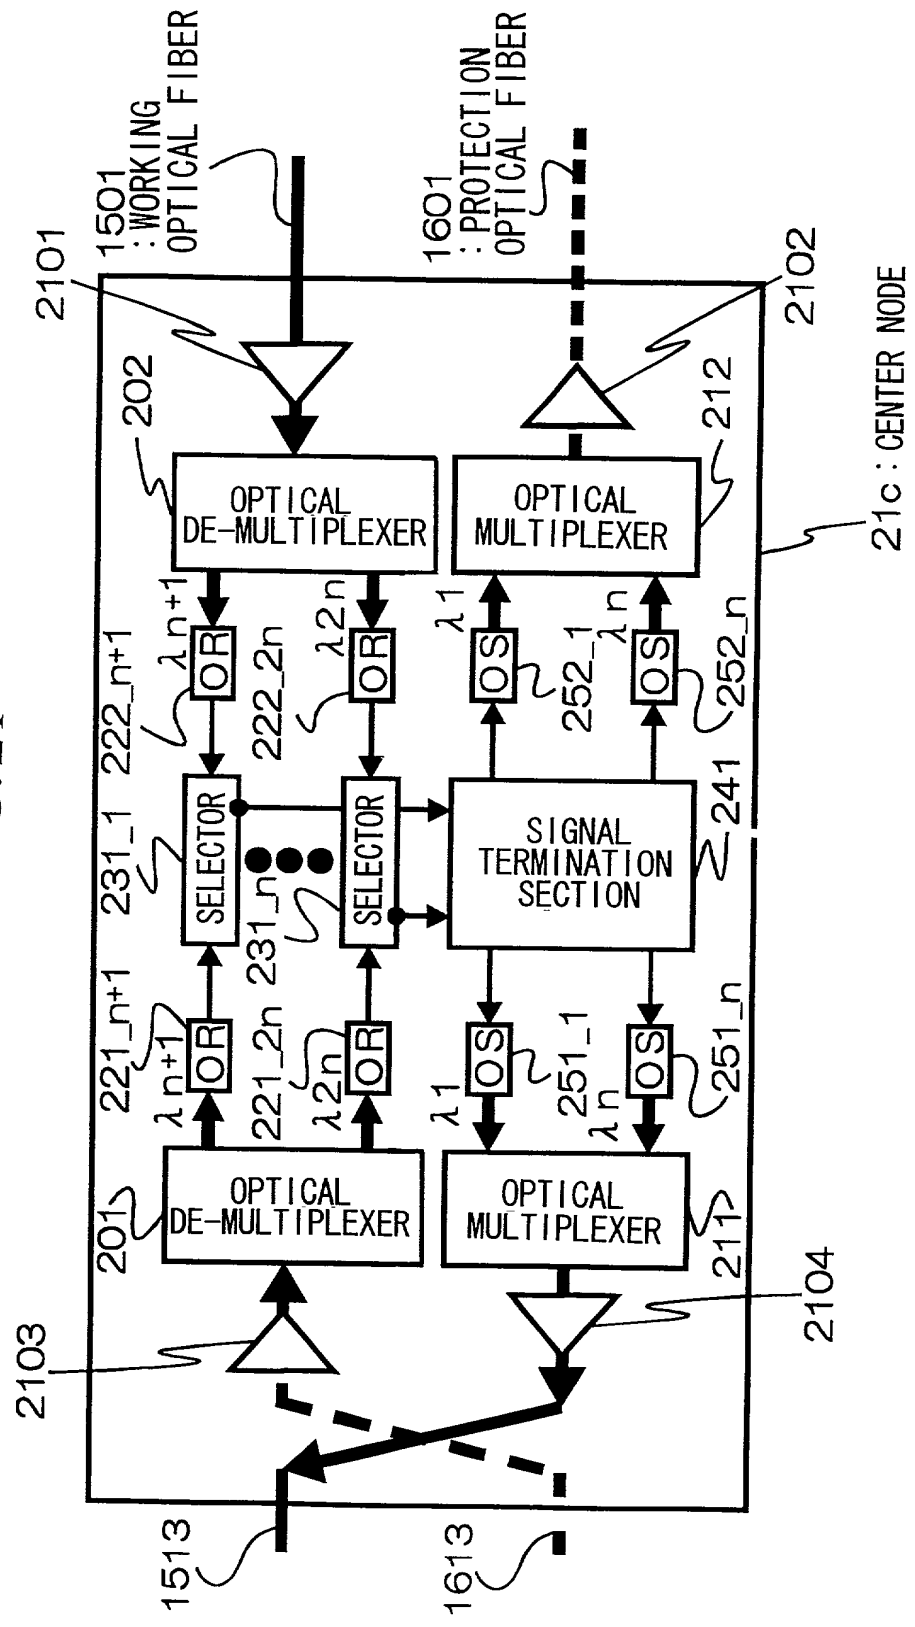 1501
:WORKING
OPTICAL FIBER
1601
:PROTECTION
OPTICAL FIBER
2101
2102
202
212
OPTICAL
DE-MULTIPLEXER
OPTICAL
MULTIPLEXER
21c:CENTER NODE
λn+1
λ2n
λ1
λn
222_n+1
OR
222_2n
OR
OS
252_1
OS
252_n
231_1
SELECTOR
231_n
SELECTOR
SIGNAL
TERMINATION
SECTION
241
221_n+1
OR
λn+1
221_2n
OR
λ2n
OS
251_1
λ1
OS
251_n
λn
201
OPTICAL
DE-MULTIPLEXER
OPTICAL
MULTIPLEXER
211
2103
2104
1513
1613